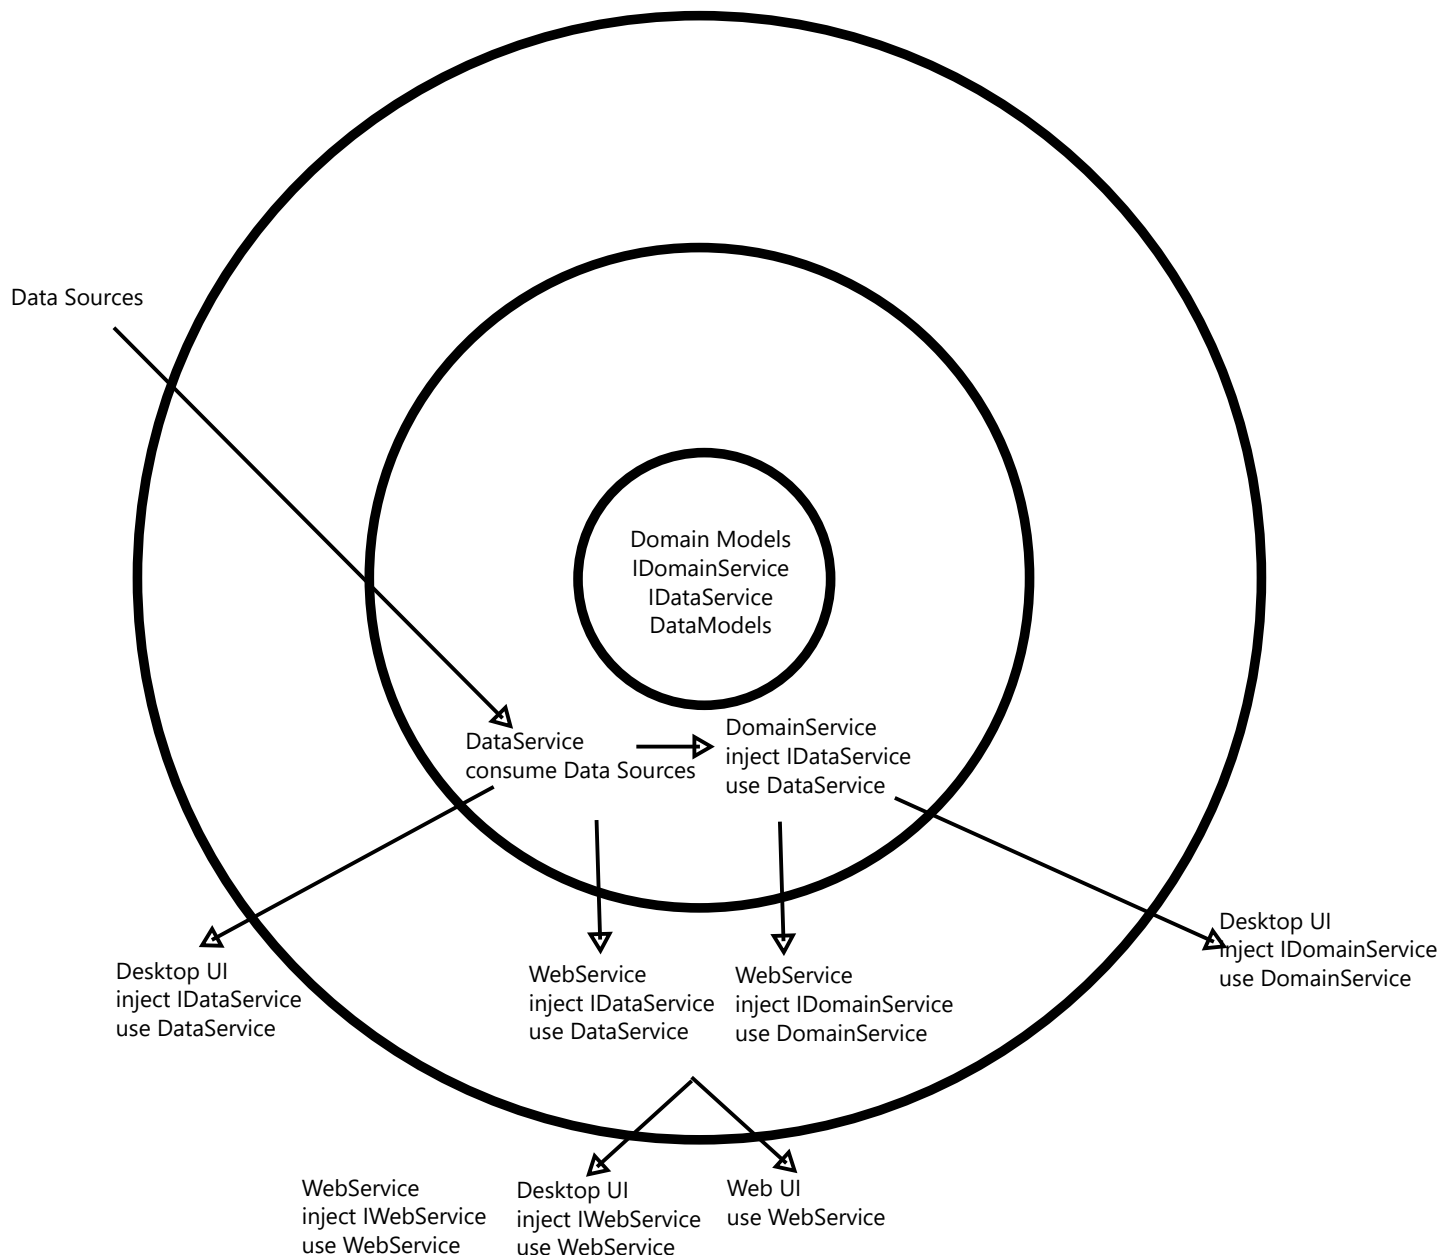 Data Sources
Domain Models
IDomainService
IDataService
DataModels
DataService
consume Data Sources
DomainService
inject IDataService
use DataService
Desktop UI
inject IDataService
use DataService
WebService
inject IDataService
use DataService
WebService
inject IDomainService
use DomainService
Desktop UI
inject IDomainService
use DomainService
WebService
inject IWebService
use WebService
Desktop UI
inject IWebService
use WebService
Web UI
use WebService